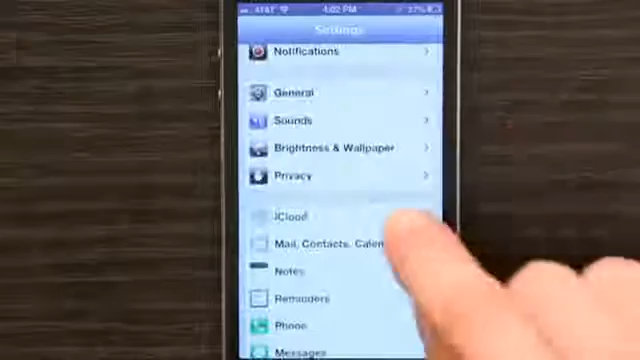 AT&T 4:02 PM 37%
Settings
Notifications
General
Sounds
Brightness & Wallpaper
Privacy
iCloud
Mail, Contacts, Calen
Notes
Reminders
Phone
Messages